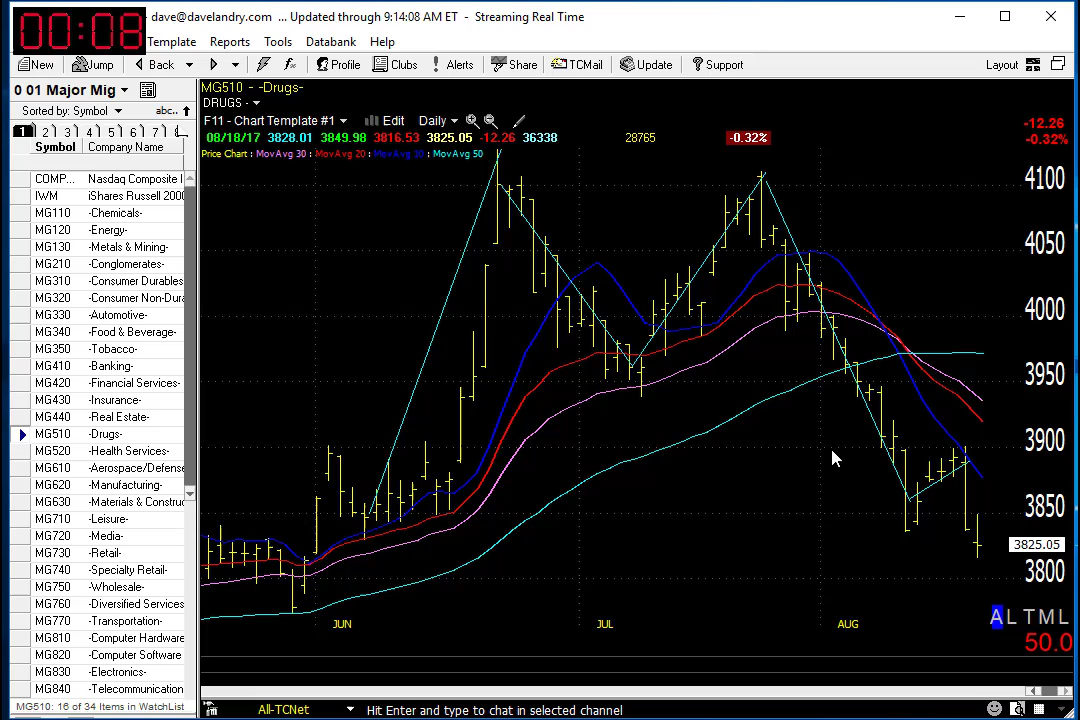 00:08
dave@davelandry.com ... Updated through 9:14:08 AM ET - Streaming Real Time
Template Reports Tools Databank Help
New Jump Back Profile Clubs Alerts Share TCMail Update Support Layout
0 01 Major Mig
Sorted by: Symbol abc..
1 2 3 4 5 6 7
Symbol Company Name
COMP... Nasdaq Composite I
IWM iShares Russell 2000
MG110 -Chemicals-
MG120 -Energy-
MG130 -Metals & Mining-
MG210 -Conglomerates-
MG310 -Consumer Durables
MG320 -Consumer Non-Dura
MG330 -Automotive-
MG340 -Food & Beverage-
MG350 -Tobacco-
MG410 -Banking-
MG420 -Financial Services-
MG430 -Insurance-
MG440 -Real Estate-
MG510 -Drugs-
MG520 -Health Services-
MG610 -Aerospace/Defense
MG620 -Manufacturing-
MG630 -Materials & Construc
MG710 -Leisure-
MG720 -Media-
MG730 -Retail-
MG740 -Specialty Retail-
MG750 -Wholesale-
MG760 -Diversified Services
MG770 -Transportation-
MG810 -Computer Hardware
MG820 -Computer Software
MG830 -Electronics-
MG840 -Telecommunication
MG510: 16 of 34 Items in WatchList
MG510 - -Drugs-
DRUGS -
F11 - Chart Template #1 Edit Daily
08/18/17 3828.01 3849.98 3816.53 3825.05 -12.26 36338 28765 -0.32%
Price Chart : MovAvg 30 : MovAvg 20 : MovAvg 10 : MovAvg 50
-12.26
-0.32%
4100
4050
4000
3950
3900
3850
3825.05
3800
JUN JUL AUG
A L T M L
50.0
All-TCNet Hit Enter and type to chat in selected channel